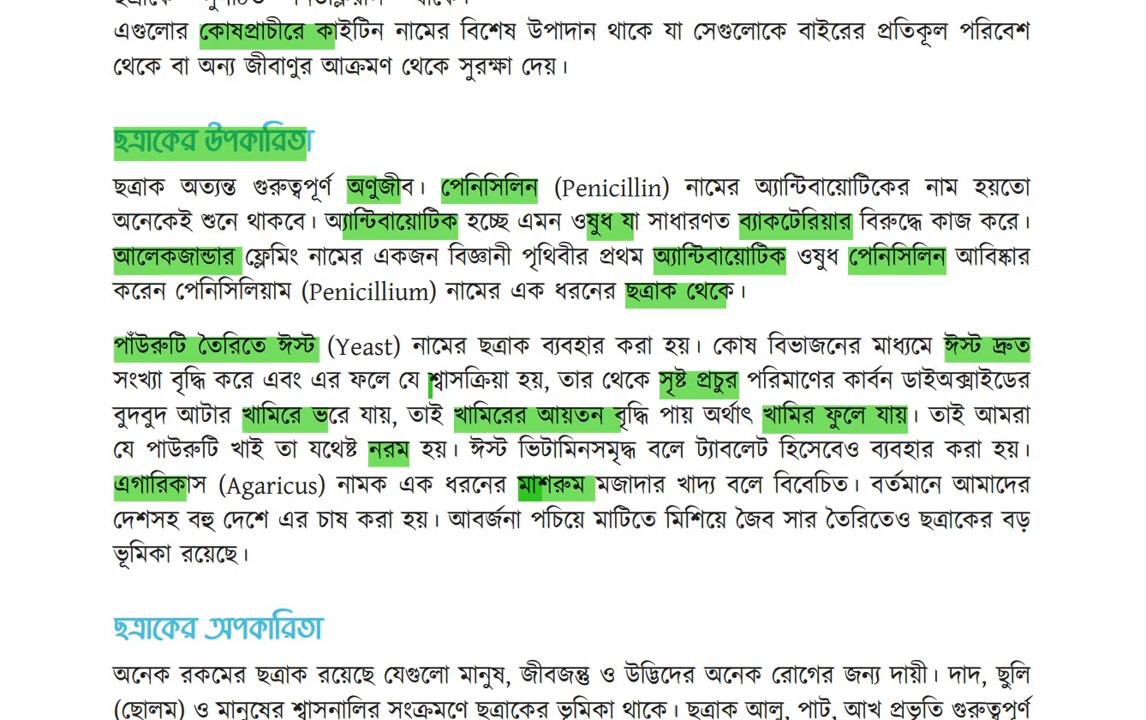 এগুলোর কোষপ্রাচীরে কাইটিন নামের বিশেষ উপাদান থাকে যা সেগুলোকে বাইরের প্রতিকূল পরিবেশ
থেকে বা অন্য জীবাণুর আক্রমণ থেকে সুরক্ষা দেয়।
ছত্রাকের উপকারিতা
ছত্রাক অত্যন্ত গুরুত্বপূর্ণ অণুজীব। পেনিসিলিন (Penicillin) নামের অ্যান্টিবায়োটিকের নাম হয়তো
অনেকেই শুনে থাকবে। অ্যান্টিবায়োটিক হচ্ছে এমন ওষুধ যা সাধারণত ব্যাকটেরিয়ার বিরুদ্ধে কাজ করে।
আলেকজান্ডার ফ্লেমিং নামের একজন বিজ্ঞানী পৃথিবীর প্রথম অ্যান্টিবায়োটিক ওষুধ পেনিসিলিন আবিষ্কার
করেন পেনিসিলিয়াম (Penicillium) নামের এক ধরনের ছত্রাক থেকে।
পাঁউরুটি তৈরিতে ঈস্ট (Yeast) নামের ছত্রাক ব্যবহার করা হয়। কোষ বিভাজনের মাধ্যমে ঈস্ট দ্রুত
সংখ্যা বৃদ্ধি করে এবং এর ফলে যে শ্বাসক্রিয়া হয়, তার থেকে সৃষ্ট প্রচুর পরিমাণের কার্বন ডাইঅক্সাইডের
বুদবুদ আটার খামিরে ভরে যায়, তাই খামিরের আয়তন বৃদ্ধি পায় অর্থাৎ খামির ফুলে যায়। তাই আমরা
যে পাউরুটি খাই তা যথেষ্ট নরম হয়। ঈস্ট ভিটামিনসমৃদ্ধ বলে ট্যাবলেট হিসেবেও ব্যবহার করা হয়।
এগারিকাস (Agaricus) নামক এক ধরনের মাশরুম মজাদার খাদ্য বলে বিবেচিত। বর্তমানে আমাদের
দেশসহ বহু দেশে এর চাষ করা হয়। আবর্জনা পচিয়ে মাটিতে মিশিয়ে জৈব সার তৈরিতেও ছত্রাকের বড়
ভূমিকা রয়েছে।
ছত্রাকের অপকারিতা
অনেক রকমের ছত্রাক রয়েছে যেগুলো মানুষ, জীবজন্তু ও উদ্ভিদের অনেক রোগের জন্য দায়ী। দাদ, ছুলি
(ছোলম) ও মানুষের শ্বাসনালির সংক্রমণে ছত্রাকের ভূমিকা থাকে। ছত্রাক আলু, পাট, আখ প্রভৃতি গুরুত্বপূর্ণ